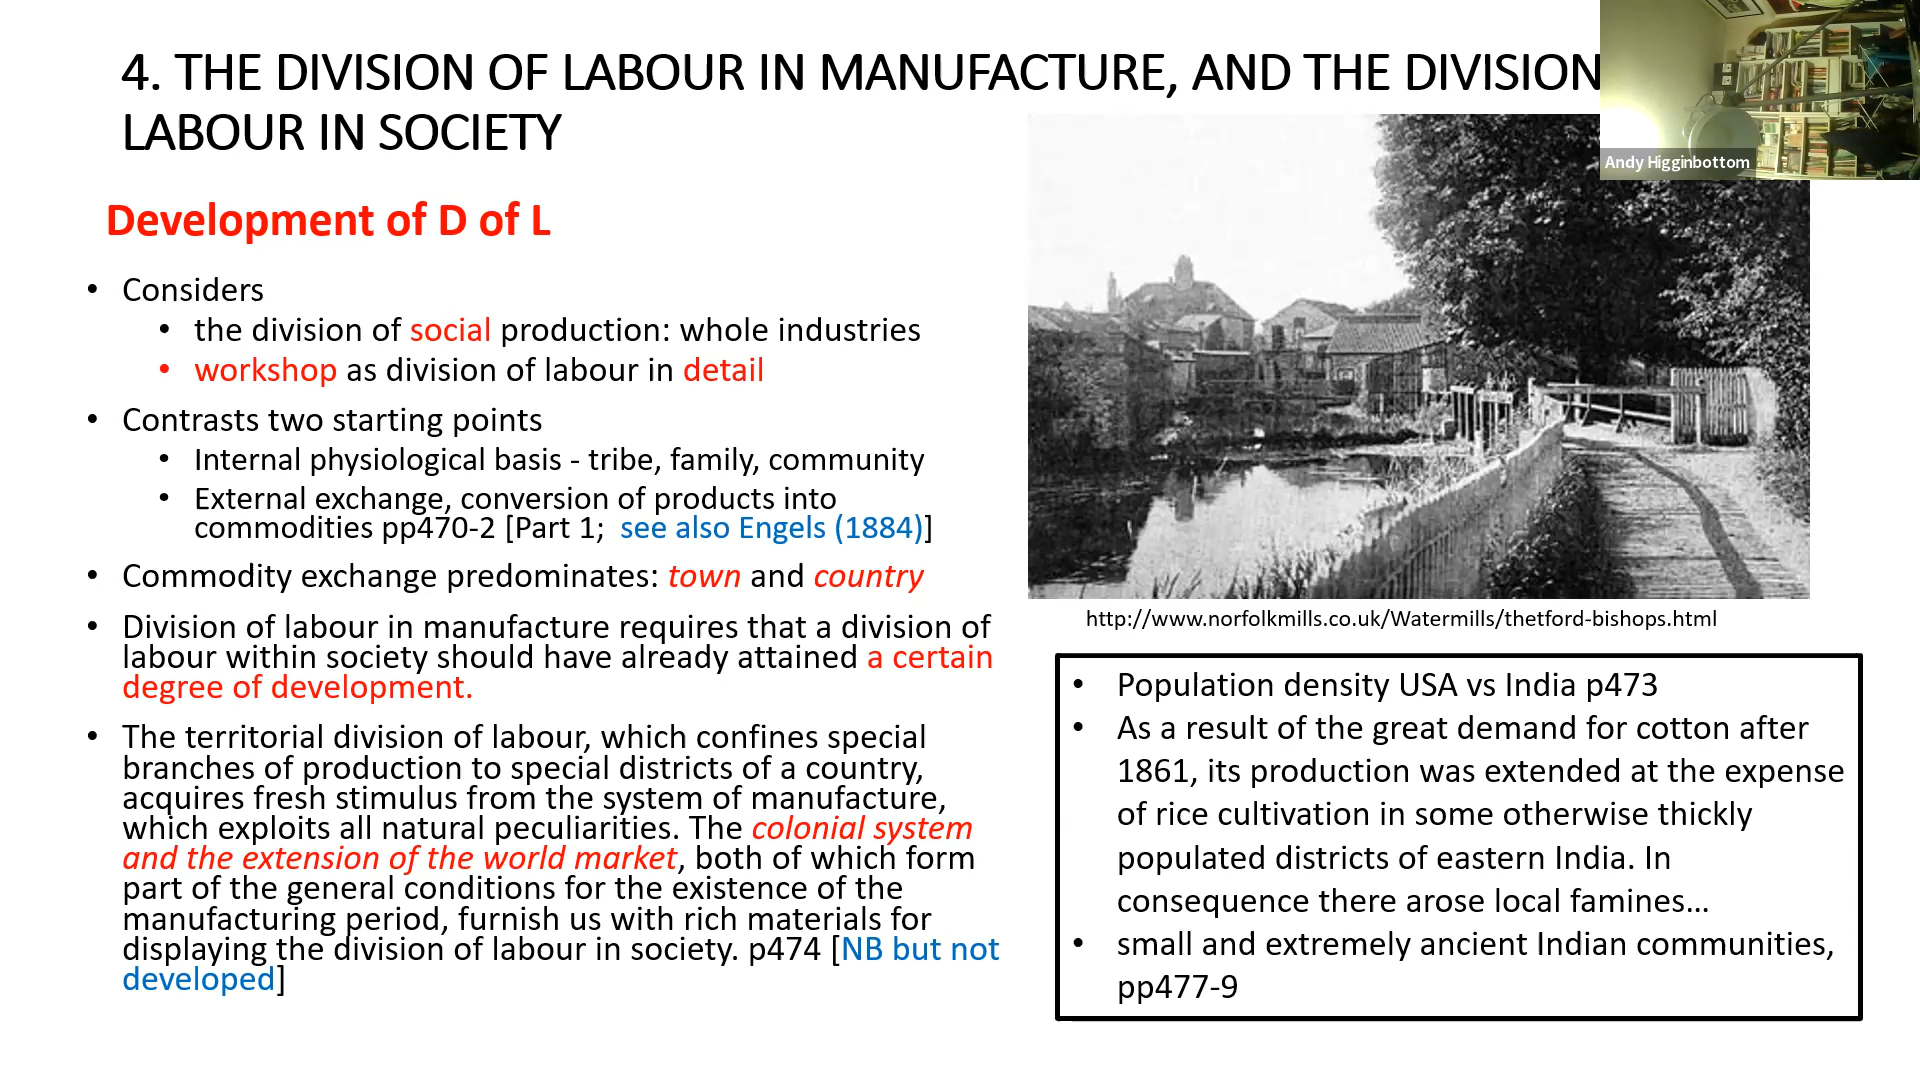 4. THE DIVISION OF LABOUR IN MANUFACTURE, AND THE DIVISION
LABOUR IN SOCIETY
Andy Higginbottom
Development of D of L
• Considers
• the division of social production: whole industries
• workshop as division of labour in detail
• Contrasts two starting points
• Internal physiological basis - tribe, family, community
• External exchange, conversion of products into
commodities pp470-2 [Part 1;  see also Engels (1884)]
• Commodity exchange predominates: town and country
• Division of labour in manufacture requires that a division of
labour within society should have already attained a certain
degree of development.
• The territorial division of labour, which confines special
branches of production to special districts of a country,
acquires fresh stimulus from the system of manufacture,
which exploits all natural peculiarities. The colonial system
and the extension of the world market, both of which form
part of the general conditions for the existence of the
manufacturing period, furnish us with rich materials for
displaying the division of labour in society. p474 [NB but not
developed]
http://www.norfolkmills.co.uk/Watermills/thetford-bishops.html
• Population density USA vs India p473
• As a result of the great demand for cotton after
1861, its production was extended at the expense
of rice cultivation in some otherwise thickly
populated districts of eastern India. In
consequence there arose local famines…
• small and extremely ancient Indian communities,
pp477-9